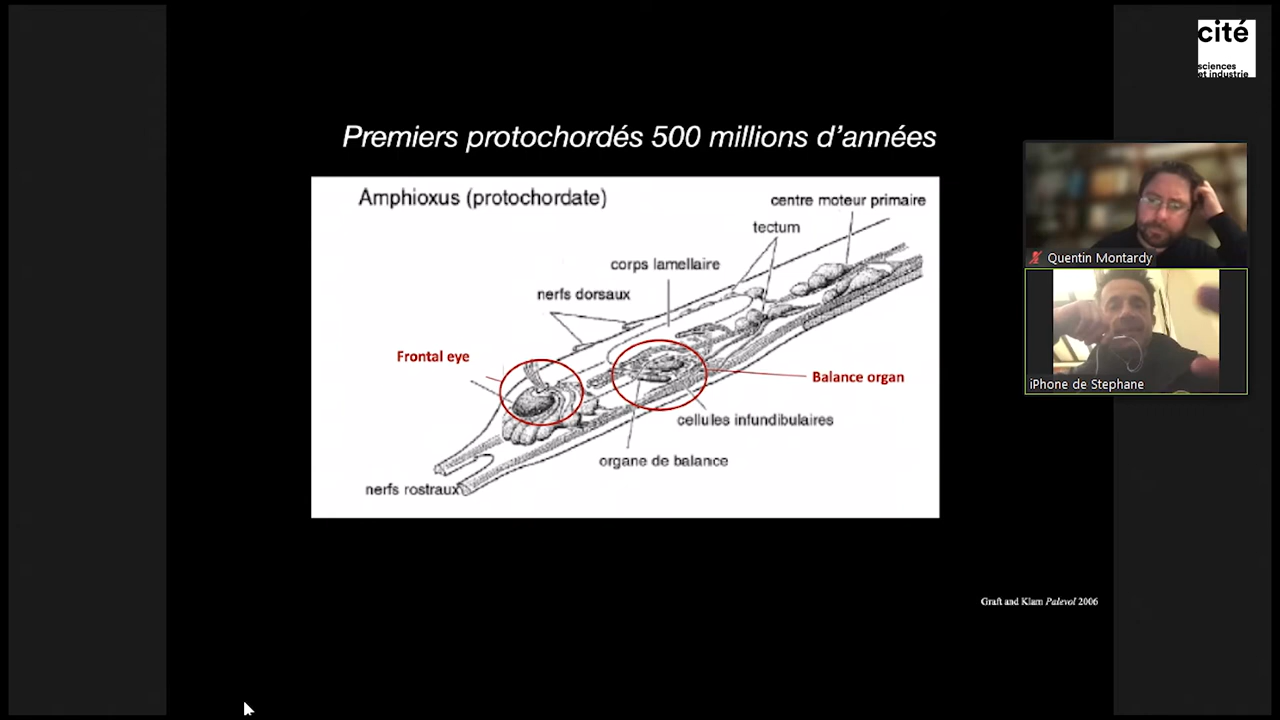 cité
sciences
et industrie
Premiers protochordés 500 millions d'années
Amphioxus (protochordate)
centre moteur primaire
tectum
corps lamellaire
nerfs dorsaux
Frontal eye
Balance organ
cellules infundibulaires
organe de balance
nerfs rostraux
Quentin Montardy
iPhone de Stephane
Graft and Klam Palevol 2006